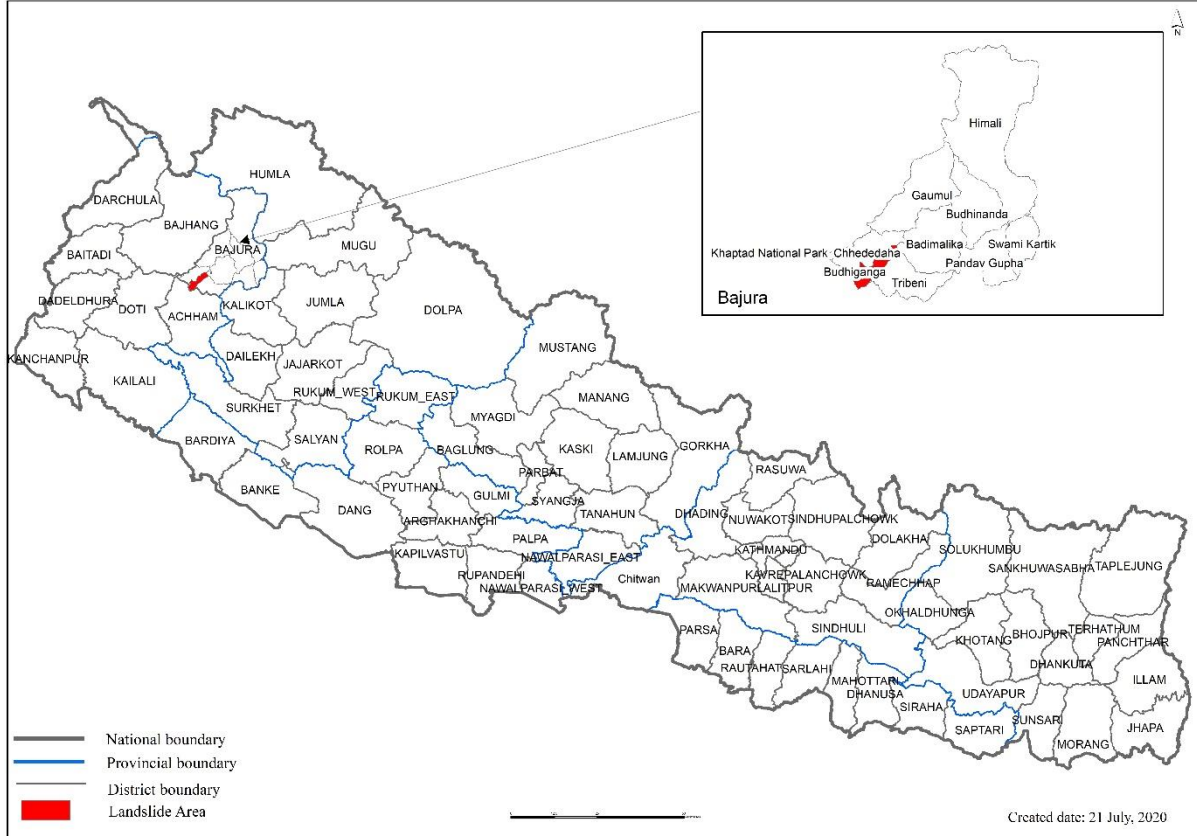 N
Himali
Gaumul
Budhinanda
Khaptad National Park
Chhededaha
Badimalika
Swami Kartik
Pandav Gupha
Budhiganga
Tribeni
Bajura
HUMLA
DARCHULA
BAJHANG
BAJURA
MUGU
BAITADI
DADELDHURA
DOTI
ACHHAM
KALIKOT
JUMLA
DOLPA
KANCHANPUR
KAILALI
DAILEKH
JAJARKOT
MUSTANG
RUKUM_WEST
RUKUM_EAST
SURKHET
MYAGDI
MANANG
BARDIYA
SALYAN
ROLPA
BAGLUNG
KASKI
LAMJUNG
GORKHA
PARBAT
RASUWA
BANKE
DANG
PYUTHAN
GULMI
SYANGJA
TANAHUN
DHADING
NUWAKOT
SINDHUPALCHOWK
ARGHAKHANCHI
DOLAKHA
PALPA
KATHMANDU
SOLUKHUMBU
SANKHUWASABHA
TAPLEJUNG
KAPILVASTU
NAWALPARASI_EAST
RUPANDEHI
NAWALPARASI_WEST
Chitwan
KAVREPALANCHOWK
MAKWANPUR
LALITPUR
RAMECHHAP
OKHALDHUNGA
PARSA
SINDHULI
KHOTANG
BHOJPUR
TERHATHUM
PANCHTHAR
BARA
RAUTAHAT
SARLAHI
DHANKUTA
MAHOTTARI
DHANUSA
SIRAHA
UDAYAPUR
ILLAM
SAPTARI
SUNSARI
MORANG
JHAPA
National boundary
Provincial boundary
District boundary
Landslide Area
Created date: 21 July, 2020